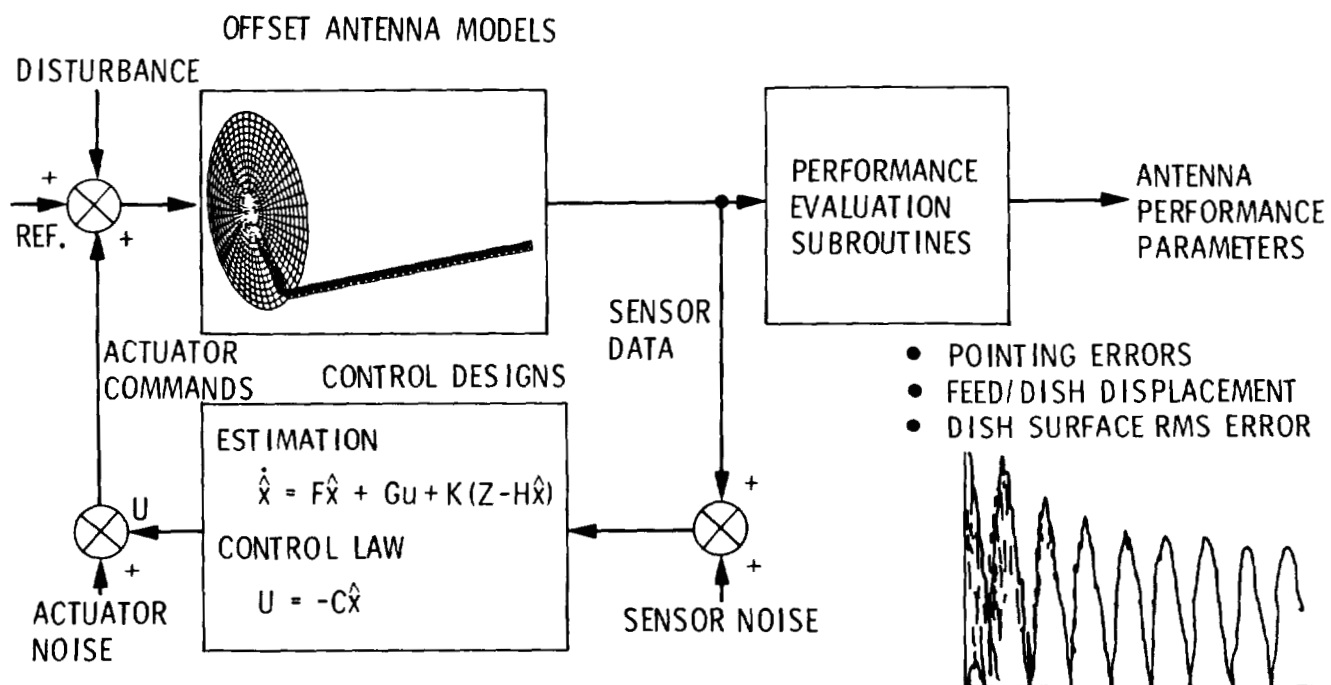 OFFSET ANTENNA MODELS
DISTURBANCE
+
REF.
+
PERFORMANCE
EVALUATION
SUBROUTINES
ANTENNA
PERFORMANCE
PARAMETERS
SENSOR
DATA
ACTUATOR
COMMANDS
CONTROL DESIGNS
• POINTING ERRORS
• FEED/DISH DISPLACEMENT
• DISH SURFACE RMS ERROR
ESTIMATION
ẋ̂ = Fx̂ + Gu + K(Z-Hx̂)
CONTROL LAW
U = -Cx̂
U
+
ACTUATOR
NOISE
+
+
SENSOR NOISE